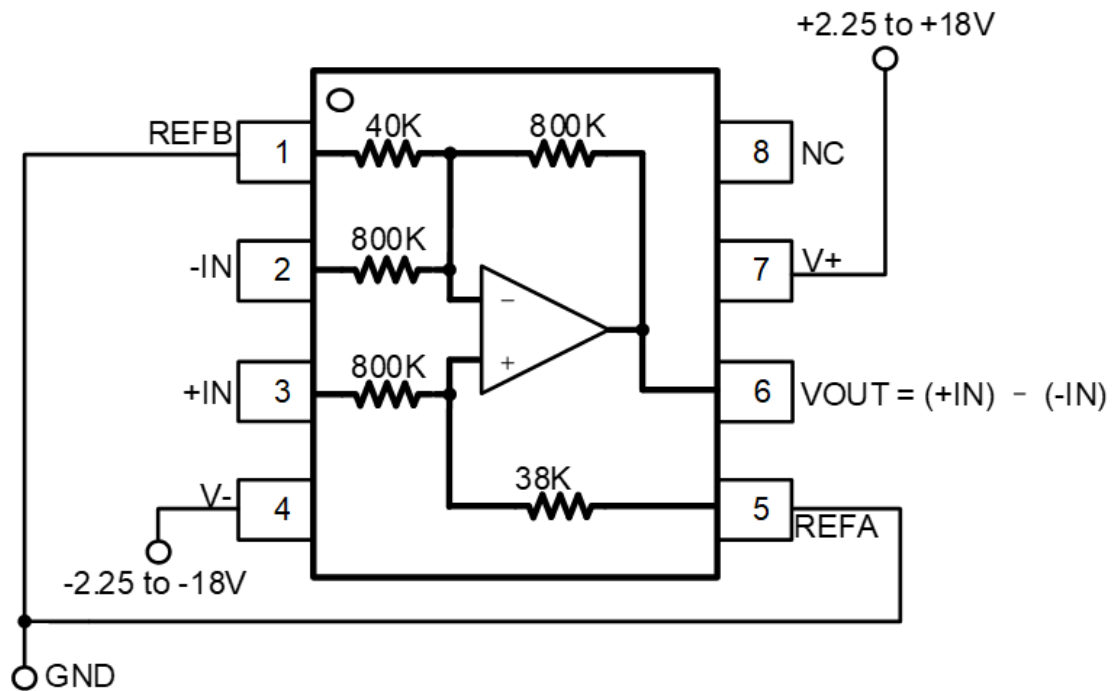 +2.25 to +18V
REFB
1
40K
800K
8
NC
-IN
2
800K
7
V+
−
+IN
3
800K
+
6
VOUT = (+IN) − (-IN)
V-
4
38K
5
REFA
-2.25 to -18V
GND